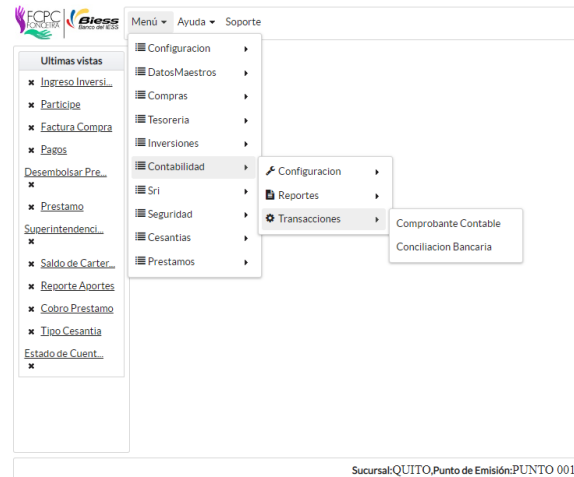 FCPC
FONCEIRA
Biess
Banco del IESS
Menú Ayuda Soporte
Ultimas vistas
Ingreso Inversi...
Participe
Factura Compra
Pagos
Desembolsar Pre...
Prestamo
Superintendenci...
Saldo de Carter...
Reporte Aportes
Cobro Prestamo
Tipo Cesantia
Estado de Cuent...
Configuracion
DatosMaestros
Compras
Tesoreria
Inversiones
Contabilidad
Sri
Seguridad
Cesantias
Prestamos
Configuracion
Reportes
Transacciones
Comprobante Contable
Conciliacion Bancaria
Sucursal:QUITO,Punto de Emisión:PUNTO 001